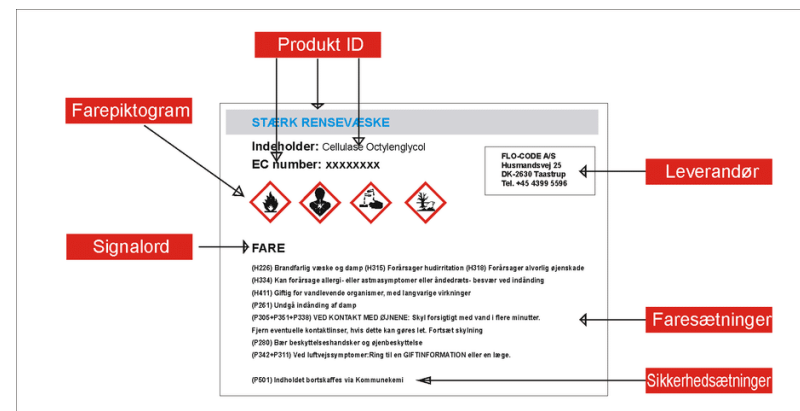 Produkt ID
Farepiktogram
STÆRK RENSEVÆSKE
Indeholder: Cellulase Octylenglycol
EC number: xxxxxxxx
FLO-CODE A/S
Husmandsvej 25
DK-2630 Taastrup
Tel. +45 4399 5596
Leverandør
Signalord
FARE
(H226) Brandfarlig væske og damp (H315) Forårsager hudirritation (H318) Forårsager alvorlig øjenskade
(H334) Kan forårsage allergi- eller astmasymptomer eller åndedræts- besvær ved indånding
(H411) Giftig for vandlevende organismer, med langvarige virkninger
(P261) Undgå indånding af damp
(P305+P351+P338) VED KONTAKT MED ØJNENE: Skyl forsigtigt med vand i flere minutter.
Fjern eventuelle kontaktlinser, hvis dette kan gøres let. Fortsæt skylning
(P280) Bær beskyttelseshandsker og øjenbeskyttelse
(P342+P311) Ved luftvejssymptomer:Ring til en GIFTINFORMATION eller en læge.
Faresætninger
(P501) Indholdet bortskaffes via Kommunekemi
Sikkerhedsætninger